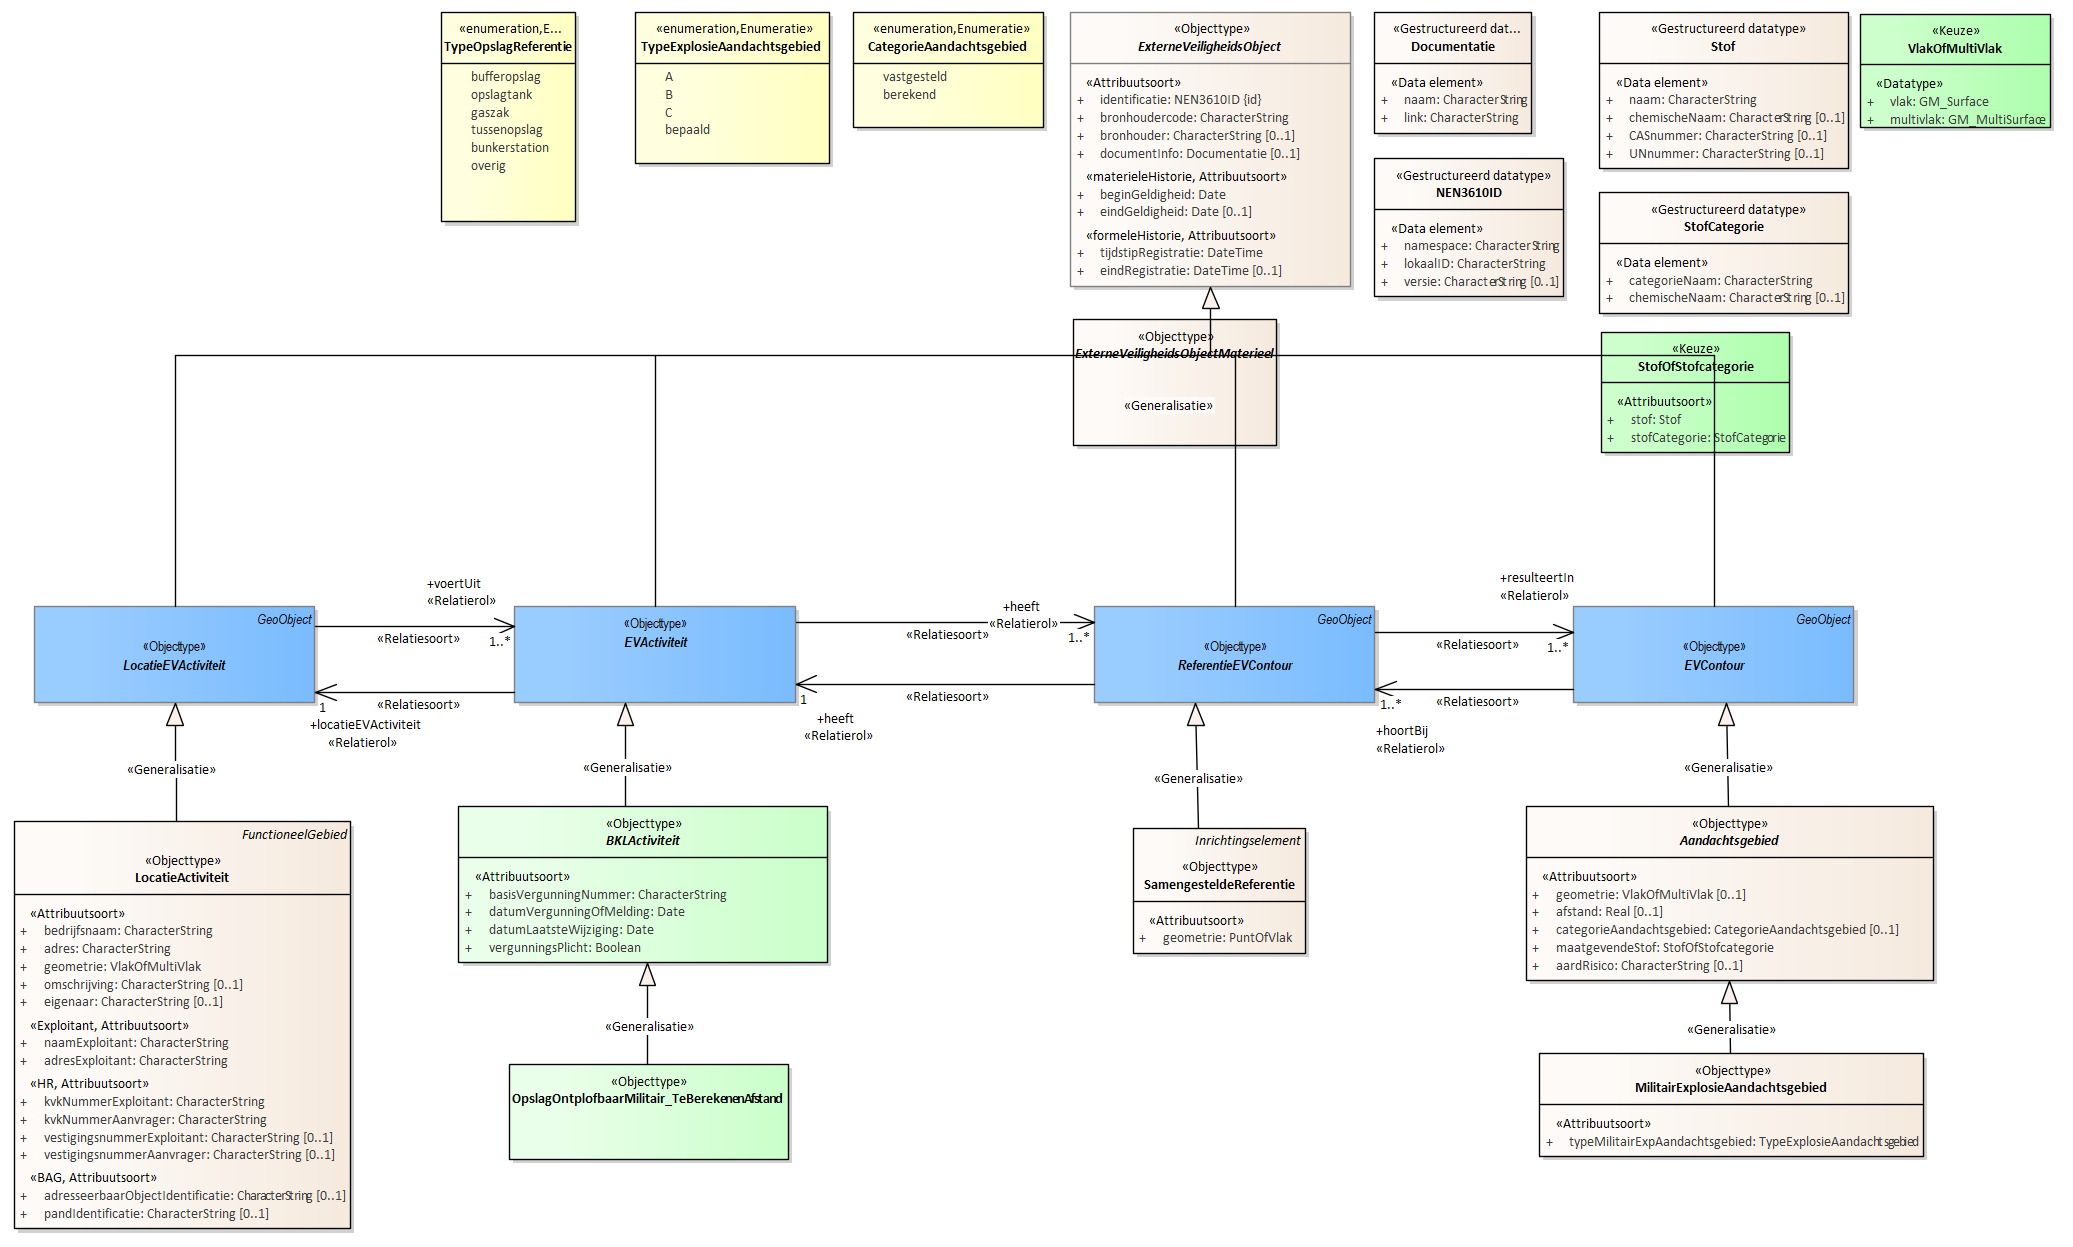 «enumeration,E...
TypeOpslagReferentie
bufferopslag
opslagtank
gaszak
tussenopslag
bunkerstation
overig
«enumeration,Enumeratie»
TypeExplosieAandachtsgebied
A
B
C
bepaald
«enumeration,Enumeratie»
CategorieAandachtsgebied
vastgesteld
berekend
«Objecttype»
ExterneVeiligheidsObject
«Attribuutsoort»
+ identificatie: NEN3610ID {id}
+ bronhoudercode: CharacterString
+ bronhouder: CharacterString [0..1]
+ documentInfo: Documentatie [0..1]
«materieleHistorie, Attribuutsoort»
+ beginGeldigheid: Date
+ eindGeldigheid: Date [0..1]
«formeleHistorie, Attribuutsoort»
+ tijdstipRegistratie: DateTime
+ eindRegistratie: DateTime [0..1]
«Gestructureerd dat...
Documentatie
«Data element»
+ naam: CharacterString
+ link: CharacterString
«Gestructureerd datatype»
NEN3610ID
«Data element»
+ namespace: CharacterString
+ lokaalID: CharacterString
+ versie: CharacterString [0..1]
«Gestructureerd datatype»
Stof
«Data element»
+ naam: CharacterString
+ chemischeNaam: CharacterString [0..1]
+ CASnummer: CharacterString [0..1]
+ UNnummer: CharacterString [0..1]
«Gestructureerd datatype»
StofCategorie
«Data element»
+ categorieNaam: CharacterString
+ chemischeNaam: CharacterString [0..1]
«Keuze»
VlakOfMultiVlak
«Datatype»
+ vlak: GM_Surface
+ multivlak: GM_MultiSurface
«Objecttype»
ExterneVeiligheidsObjectMaterieel
«Generalisatie»
«Keuze»
StofOfStofcategorie
«Attribuutsoort»
+ stof: Stof
+ stofCategorie: StofCategorie
GeoObject
«Objecttype»
LocatieEVActiviteit
+voertUit
«Relatierol»
«Relatiesoort» 1..*
«Relatiesoort»
1
+locatieEVActiviteit
«Relatierol»
«Objecttype»
EVActiviteit
+heeft
«Relatierol»
«Relatiesoort» 1..*
«Relatiesoort»
1
+heeft
«Relatierol»
GeoObject
«Objecttype»
ReferentieEVContour
+resulteertIn
«Relatierol»
«Relatiesoort» 1..*
«Relatiesoort»
1..*
+hoortBij
«Relatierol»
GeoObject
«Objecttype»
EVContour
«Generalisatie»
«Generalisatie»
«Generalisatie»
«Generalisatie»
FunctioneelGebied
«Objecttype»
LocatieActiviteit
«Attribuutsoort»
+ bedrijfsnaam: CharacterString
+ adres: CharacterString
+ geometrie: VlakOfMultiVlak
+ omschrijving: CharacterString [0..1]
+ eigenaar: CharacterString [0..1]
«Exploitant, Attribuutsoort»
+ naamExploitant: CharacterString
+ adresExploitant: CharacterString
«HR, Attribuutsoort»
+ kvkNummerExploitant: CharacterString
+ kvkNummerAanvrager: CharacterString
+ vestigingsnummerExploitant: CharacterString [0..1]
+ vestigingsnummerAanvrager: CharacterString [0..1]
«BAG, Attribuutsoort»
+ adresseerbaarObjectIdentificatie: CharacterString [0..1]
+ pandIdentificatie: CharacterString [0..1]
«Objecttype»
BKLActiviteit
«Attribuutsoort»
+ basisVergunningNummer: CharacterString
+ datumVergunningOfMelding: Date
+ datumLaatsteWijziging: Date
+ vergunningsPlicht: Boolean
«Generalisatie»
«Objecttype»
OpslagOntplofbaarMilitair_TeBerekenenAfstand
Inrichtingselement
«Objecttype»
SamengesteldeReferentie
«Attribuutsoort»
+ geometrie: PuntOfVlak
«Objecttype»
Aandachtsgebied
«Attribuutsoort»
+ geometrie: VlakOfMultiVlak [0..1]
+ afstand: Real [0..1]
+ categorieAandachtsgebied: CategorieAandachtsgebied [0..1]
+ maatgevendeStof: StofOfStofcategorie
+ aardRisico: CharacterString [0..1]
«Generalisatie»
«Objecttype»
MilitairExplosieAandachtsgebied
«Attribuutsoort»
+ typeMilitairExpAandachtsgebied: TypeExplosieAandachtsgebied